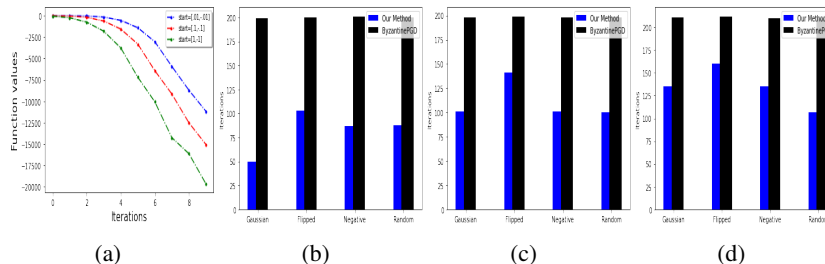 start=[.01,-.01]
start=[.1,-.1]
start=[1,-1]
Function values
0
−2500
−5000
−7500
−10000
−12500
−15000
−17500
−20000
0 2 4 6 8
Iterations
(a)
Our Method
ByzantinePGD
Iterations
200
175
150
125
100
75
50
25
0
Gaussian Flipped Negative Random
(b)
Our Method
ByzantinePGD
Iterations
200
175
150
125
100
75
50
25
0
Gaussian Flipped Negative Random
(c)
Our Method
ByzantinePGD
Iterations
200
175
150
125
100
75
50
25
0
Gaussian Flipped Negative Random
(d)